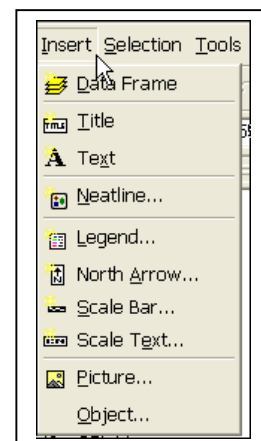 Insert Selection Tools
Data Frame
Title
Text
Neatline...
Legend...
North Arrow...
Scale Bar...
Scale Text...
Picture...
Object...